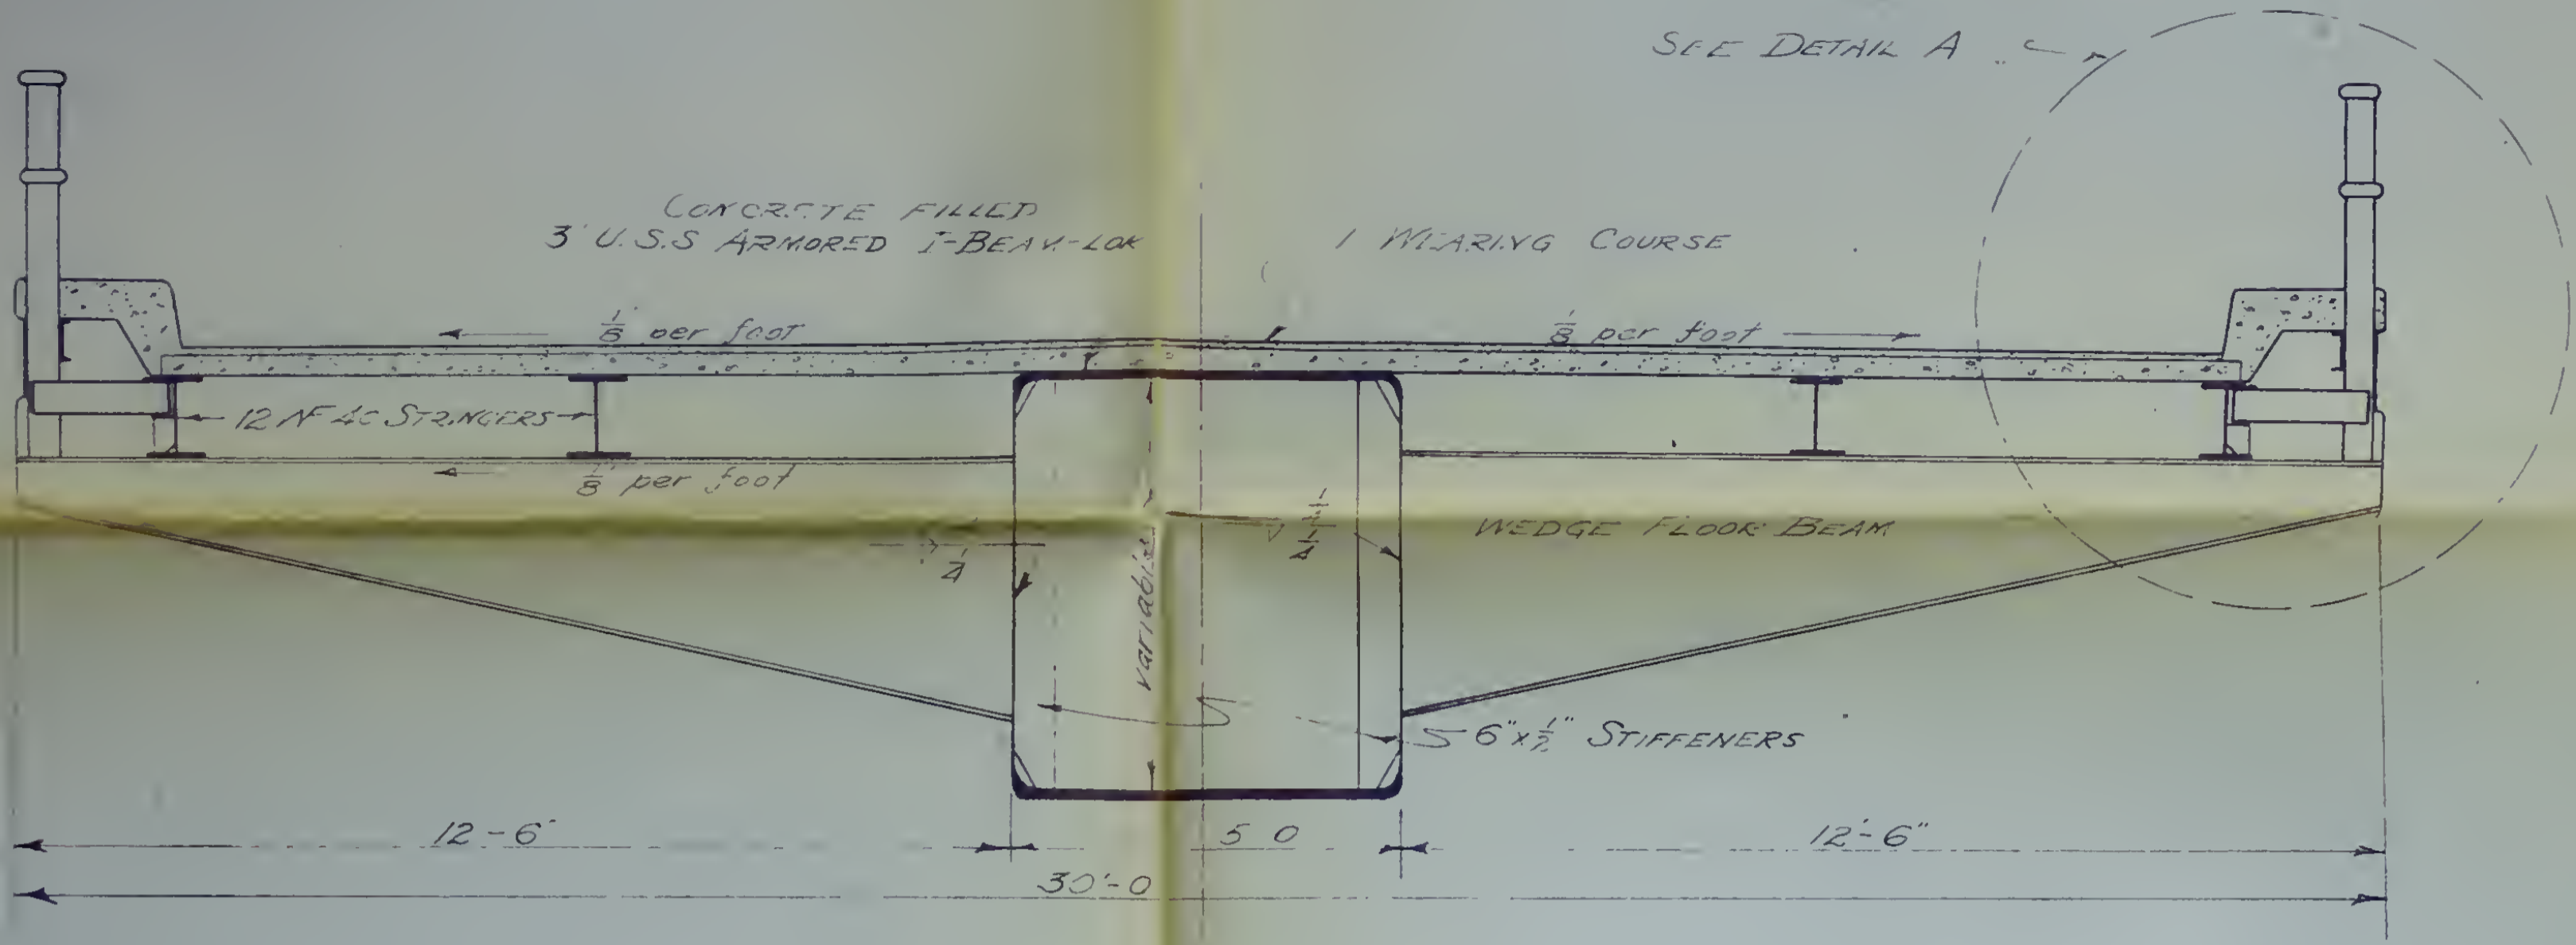 SEE DETAIL A
CONCRETE FILLED
3" U.S.S ARMORED I-BEAM-LOK
1 WEARING COURSE
1/8" per foot
1/8 per foot
12 WF 40 STRINGERS
1/8" per foot
1/4
1/4
WEDGE FLOOR BEAM
variable
6"x1/2" STIFFENERS
12-6"
5 0
12'-6"
30'-0